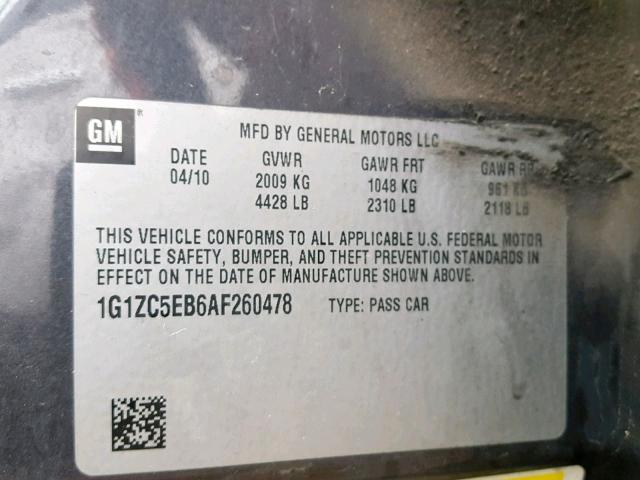 GM®
MFD BY GENERAL MOTORS LLC
DATE GVWR GAWR FRT GAWR RR
04/10 2009 KG 1048 KG 961 KG
4428 LB 2310 LB 2118 LB
THIS VEHICLE CONFORMS TO ALL APPLICABLE U.S. FEDERAL MOTOR
VEHICLE SAFETY, BUMPER, AND THEFT PREVENTION STANDARDS IN
EFFECT ON THE DATE OF MANUFACTURE SHOWN ABOVE.
1G1ZC5EB6AF260478 TYPE: PASS CAR